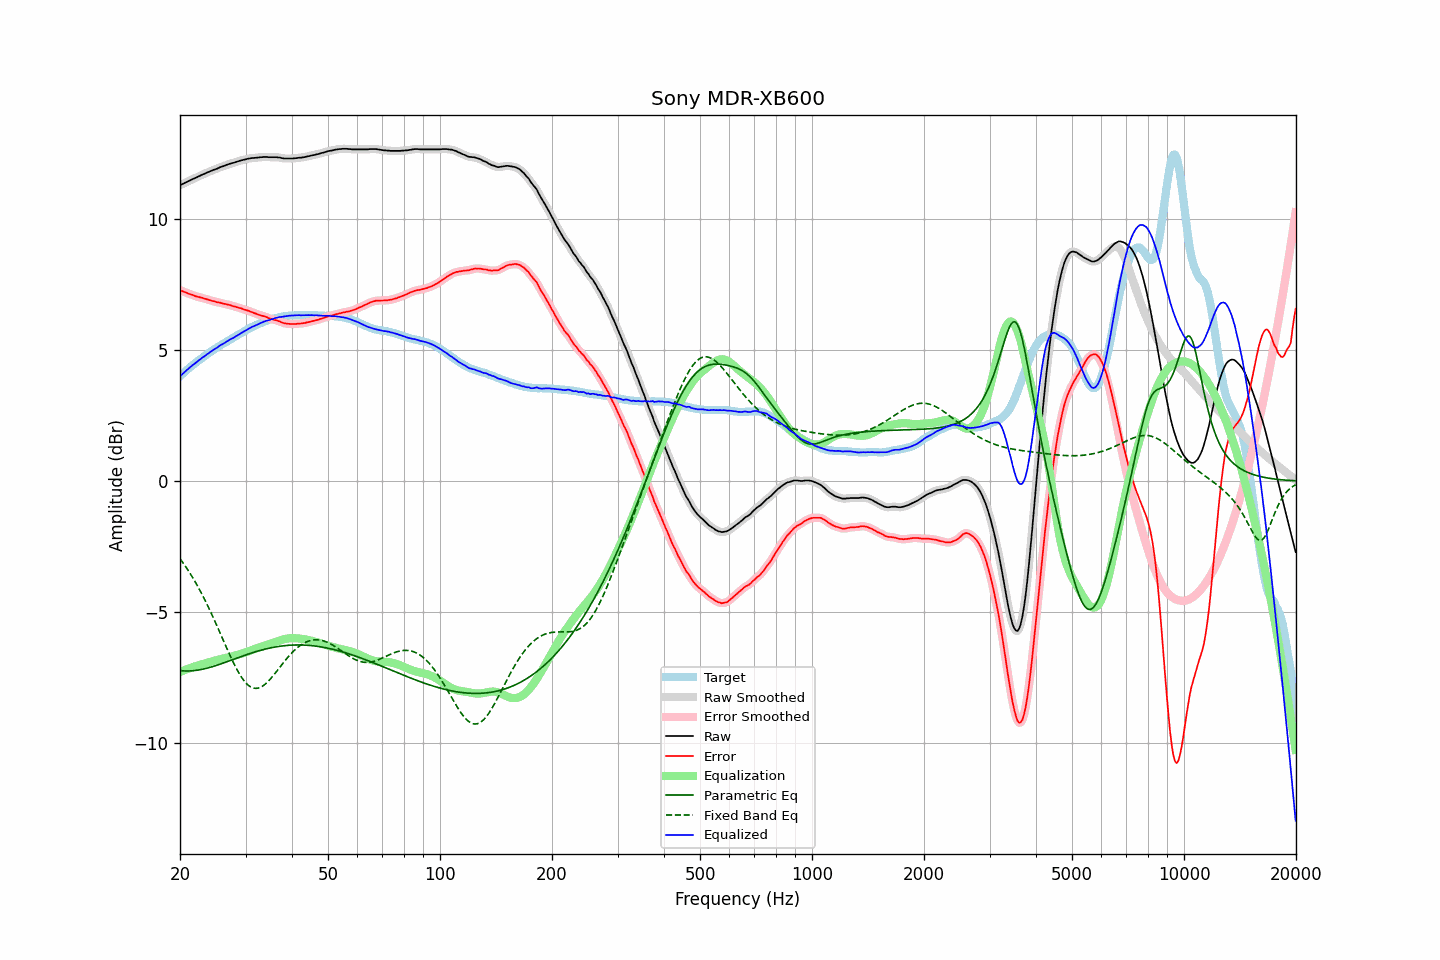 Sony MDR-XB600
Amplitude (dBr)
10
5
0
−5
−10
Target
Raw Smoothed
Error Smoothed
Raw
Error
Equalization
Parametric Eq
Fixed Band Eq
Equalized
20 50 100 200 500 1000 2000 5000 10000 20000
Frequency (Hz)